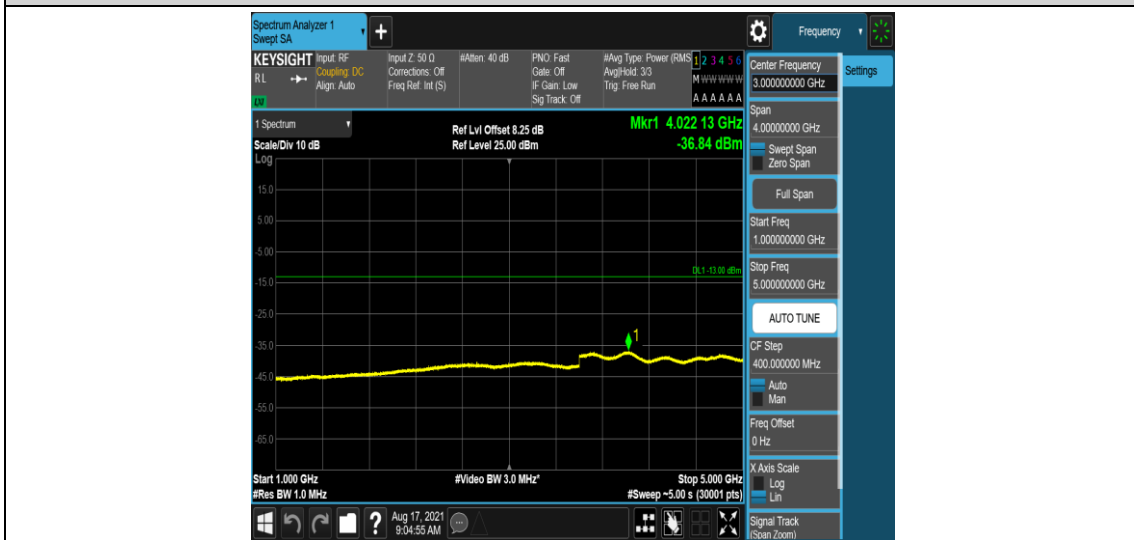 Spectrum Analyzer 1
Swept SA
+
Frequency
KEYSIGHT
RL
LXI
Input: RF
Coupling: DC
Align: Auto
Input Z: 50 Ω
Corrections: Off
Freq Ref: Int (S)
#Atten: 40 dB
PNO: Fast
Gate: Off
IF Gain: Low
Sig Track: Off
#Avg Type: Power (RMS
Avg|Hold: 3/3
Trig: Free Run
1 2 3 4 5 6
M W W W W W
A A A A A A
Center Frequency
3.000000000 GHz
Settings
Span
4.00000000 GHz
Swept Span
Zero Span
Full Span
Start Freq
1.000000000 GHz
Stop Freq
5.000000000 GHz
AUTO TUNE
CF Step
400.000000 MHz
Auto
Man
Freq Offset
0 Hz
X Axis Scale
Log
Lin
Signal Track
(Span Zoom)
1 Spectrum
Scale/Div 10 dB
Ref Lvl Offset 8.25 dB
Ref Level 25.00 dBm
Mkr1 4.022 13 GHz
-36.84 dBm
Log
15.0
5.00
-5.00
DL1 -13.00 dBm
-15.0
-25.0
1
-35.0
-45.0
-55.0
-65.0
Start 1.000 GHz
#Video BW 3.0 MHz*
Stop 5.000 GHz
#Res BW 1.0 MHz
#Sweep ~5.00 s (30001 pts)
?
Aug 17, 2021
9:04:55 AM